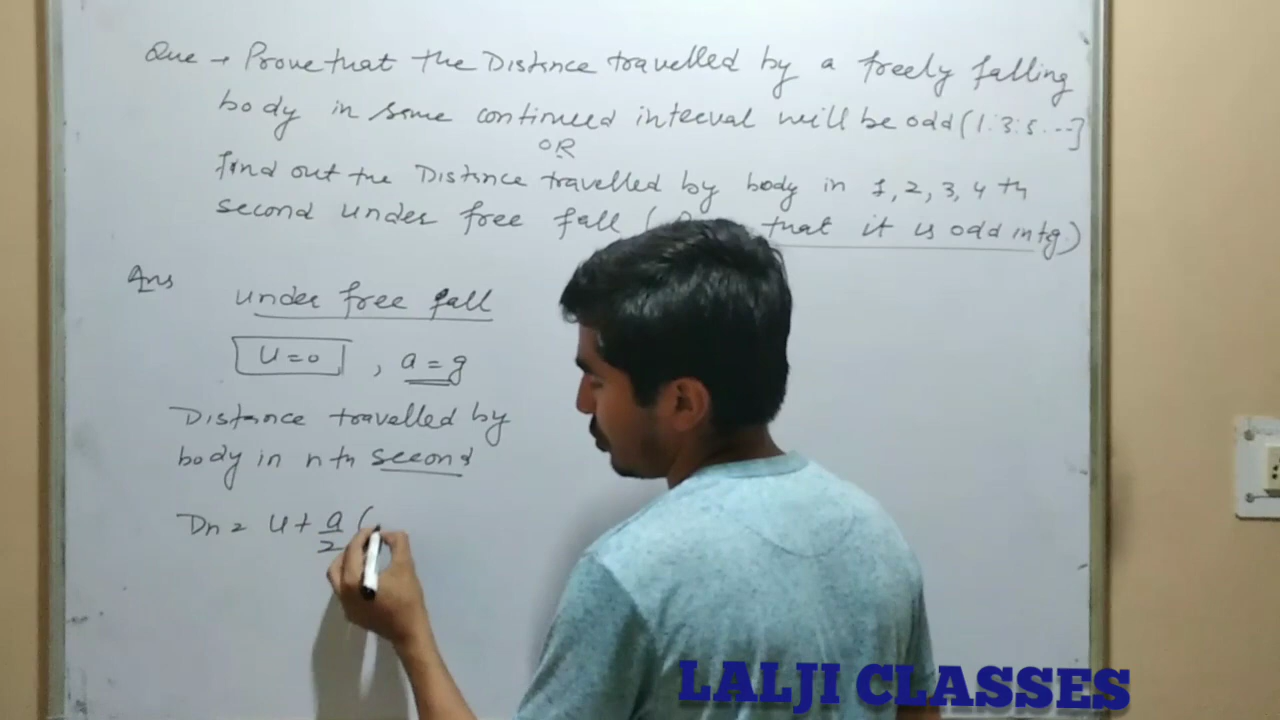 Que → Prove that the Distance travelled by a freely falling
body in some continued interval will be odd (1:3:5---]
OR
Find out the Distance travelled by body in 1, 2, 3, 4 th
second under free fall ( that it is odd intg.)
Ans
under free fall
u=0 , a=g
Distance travelled by
body in nth second
Dn = u + a/2 (
LALJI CLASSES